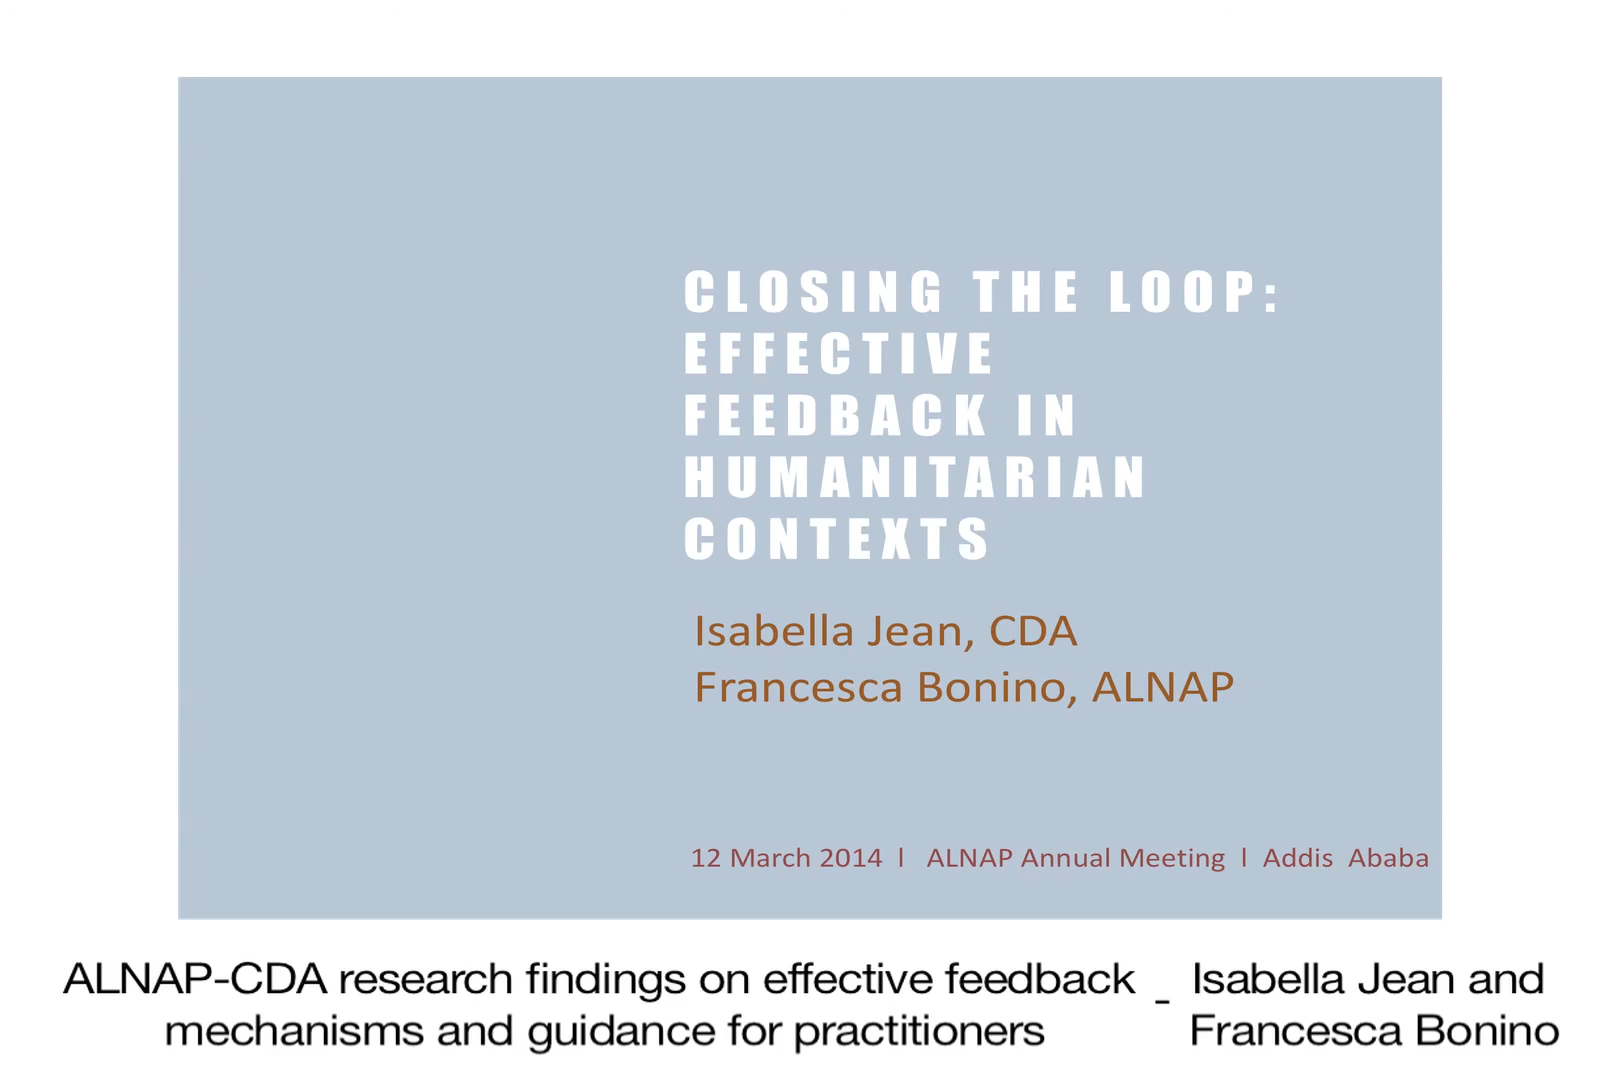 CLOSING THE LOOP:
EFFECTIVE
FEEDBACK IN
HUMANITARIAN
CONTEXTS
Isabella Jean, CDA
Francesca Bonino, ALNAP
12 March 2014 l ALNAP Annual Meeting l Addis Ababa
ALNAP-CDA research findings on effective feedback
mechanisms and guidance for practitioners
-
Isabella Jean and
Francesca Bonino